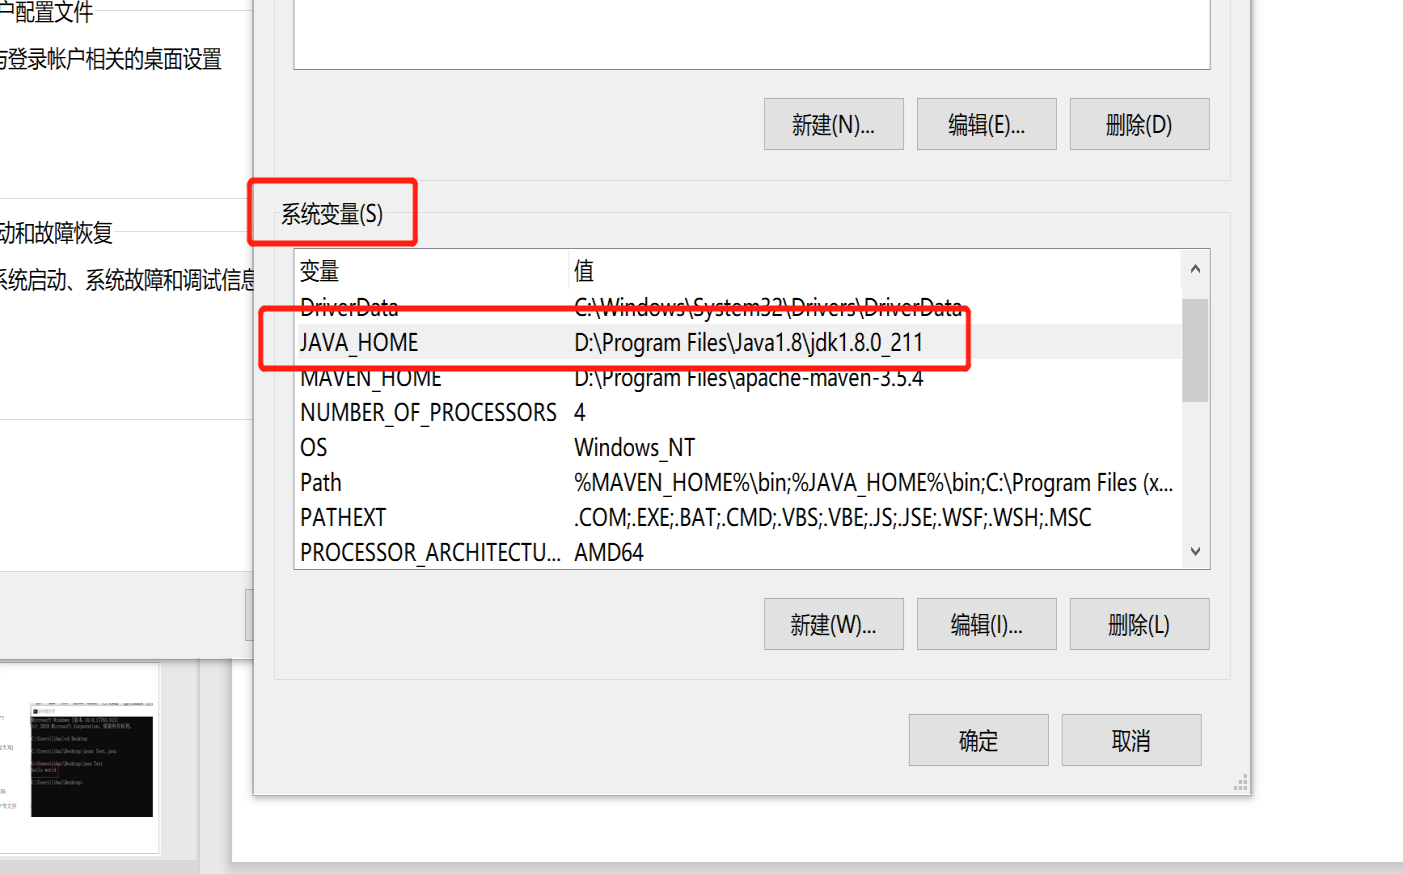 户配置文件
与登录帐户相关的桌面设置
动和故障恢复
系统启动、系统故障和调试信息
新建(N)...
编辑(E)...
删除(D)
系统变量(S)
变量 值
DriverData C:\Windows\System32\Drivers\DriverData
JAVA_HOME D:\Program Files\Java1.8\jdk1.8.0_211
MAVEN_HOME D:\Program Files\apache-maven-3.5.4
NUMBER_OF_PROCESSORS 4
OS Windows_NT
Path %MAVEN_HOME%\bin;%JAVA_HOME%\bin;C:\Program Files (x...
PATHEXT .COM;.EXE;.BAT;.CMD;.VBS;.VBE;.JS;.JSE;.WSF;.WSH;.MSC
PROCESSOR_ARCHITECTU... AMD64
新建(W)...
编辑(I)...
删除(L)
确定
取消
hello world